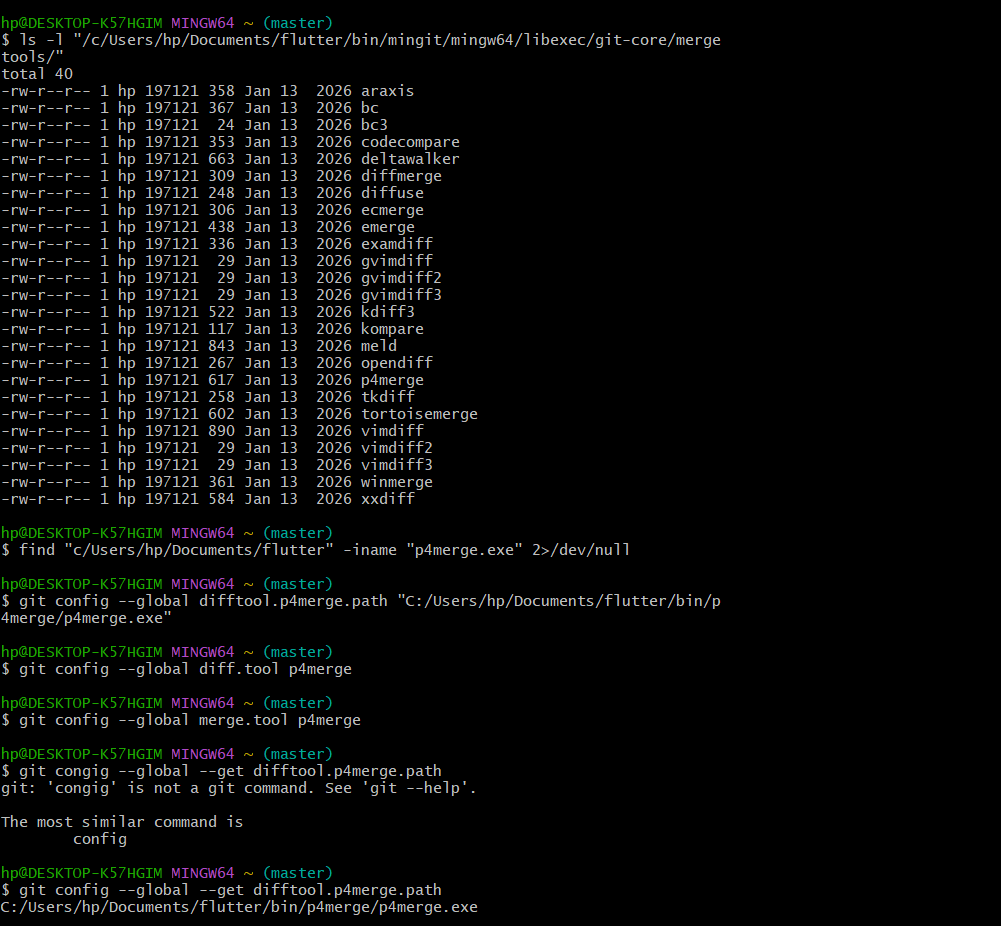 hp@DESKTOP-K57HGIM MINGW64 ~ (master)
$ ls -l "/c/Users/hp/Documents/flutter/bin/mingit/mingw64/libexec/git-core/merge
tools/"
total 40
-rw-r--r-- 1 hp 197121 358 Jan 13  2026 araxis
-rw-r--r-- 1 hp 197121 367 Jan 13  2026 bc
-rw-r--r-- 1 hp 197121  24 Jan 13  2026 bc3
-rw-r--r-- 1 hp 197121 353 Jan 13  2026 codecompare
-rw-r--r-- 1 hp 197121 663 Jan 13  2026 deltawalker
-rw-r--r-- 1 hp 197121 309 Jan 13  2026 diffmerge
-rw-r--r-- 1 hp 197121 248 Jan 13  2026 diffuse
-rw-r--r-- 1 hp 197121 306 Jan 13  2026 ecmerge
-rw-r--r-- 1 hp 197121 438 Jan 13  2026 emerge
-rw-r--r-- 1 hp 197121 336 Jan 13  2026 examdiff
-rw-r--r-- 1 hp 197121  29 Jan 13  2026 gvimdiff
-rw-r--r-- 1 hp 197121  29 Jan 13  2026 gvimdiff2
-rw-r--r-- 1 hp 197121  29 Jan 13  2026 gvimdiff3
-rw-r--r-- 1 hp 197121 522 Jan 13  2026 kdiff3
-rw-r--r-- 1 hp 197121 117 Jan 13  2026 kompare
-rw-r--r-- 1 hp 197121 843 Jan 13  2026 meld
-rw-r--r-- 1 hp 197121 267 Jan 13  2026 opendiff
-rw-r--r-- 1 hp 197121 617 Jan 13  2026 p4merge
-rw-r--r-- 1 hp 197121 258 Jan 13  2026 tkdiff
-rw-r--r-- 1 hp 197121 602 Jan 13  2026 tortoisemerge
-rw-r--r-- 1 hp 197121 890 Jan 13  2026 vimdiff
-rw-r--r-- 1 hp 197121  29 Jan 13  2026 vimdiff2
-rw-r--r-- 1 hp 197121  29 Jan 13  2026 vimdiff3
-rw-r--r-- 1 hp 197121 361 Jan 13  2026 winmerge
-rw-r--r-- 1 hp 197121 584 Jan 13  2026 xxdiff

hp@DESKTOP-K57HGIM MINGW64 ~ (master)
$ find "c/Users/hp/Documents/flutter" -iname "p4merge.exe" 2>/dev/null

hp@DESKTOP-K57HGIM MINGW64 ~ (master)
$ git config --global difftool.p4merge.path "C:/Users/hp/Documents/flutter/bin/p
4merge/p4merge.exe"

hp@DESKTOP-K57HGIM MINGW64 ~ (master)
$ git config --global diff.tool p4merge

hp@DESKTOP-K57HGIM MINGW64 ~ (master)
$ git config --global merge.tool p4merge

hp@DESKTOP-K57HGIM MINGW64 ~ (master)
$ git congig --global --get difftool.p4merge.path
git: 'congig' is not a git command. See 'git --help'.

The most similar command is
        config

hp@DESKTOP-K57HGIM MINGW64 ~ (master)
$ git config --global --get difftool.p4merge.path
C:/Users/hp/Documents/flutter/bin/p4merge/p4merge.exe